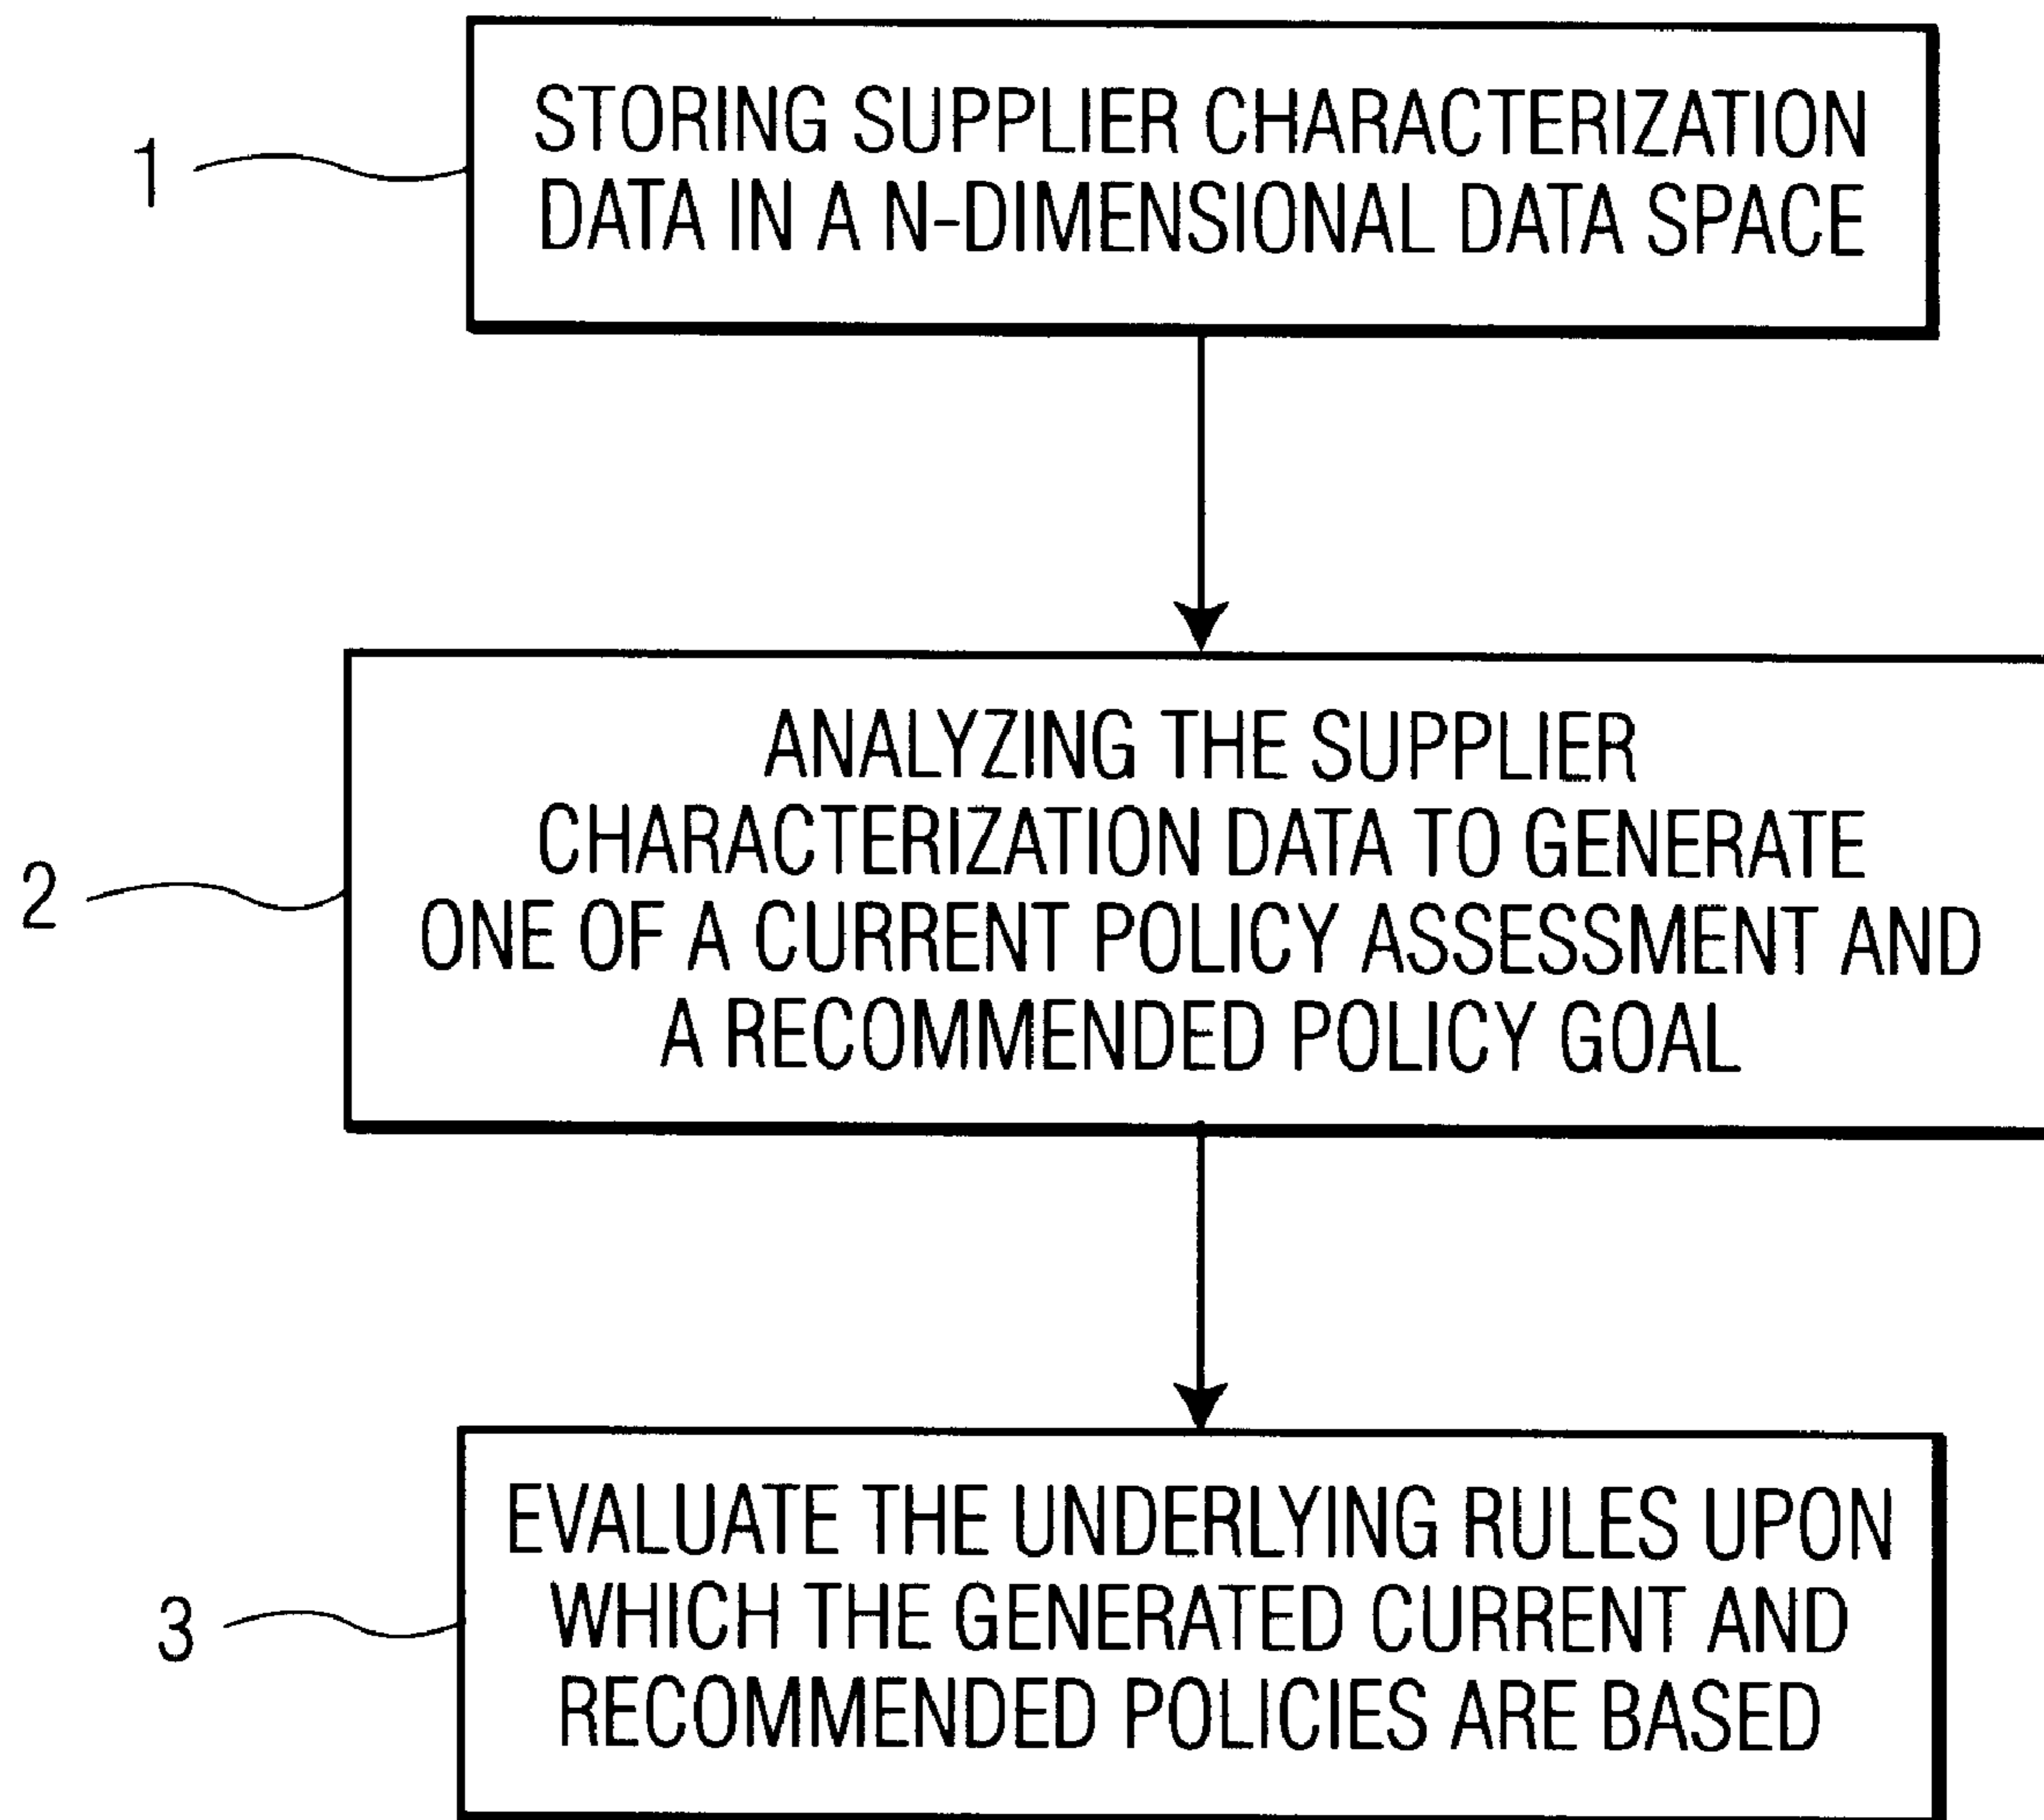 1
STORING SUPPLIER CHARACTERIZATION
DATA IN A N-DIMENSIONAL DATA SPACE
2
ANALYZING THE SUPPLIER
CHARACTERIZATION DATA TO GENERATE
ONE OF A CURRENT POLICY ASSESSMENT AND
A RECOMMENDED POLICY GOAL
3
EVALUATE THE UNDERLYING RULES UPON
WHICH THE GENERATED CURRENT AND
RECOMMENDED POLICIES ARE BASED